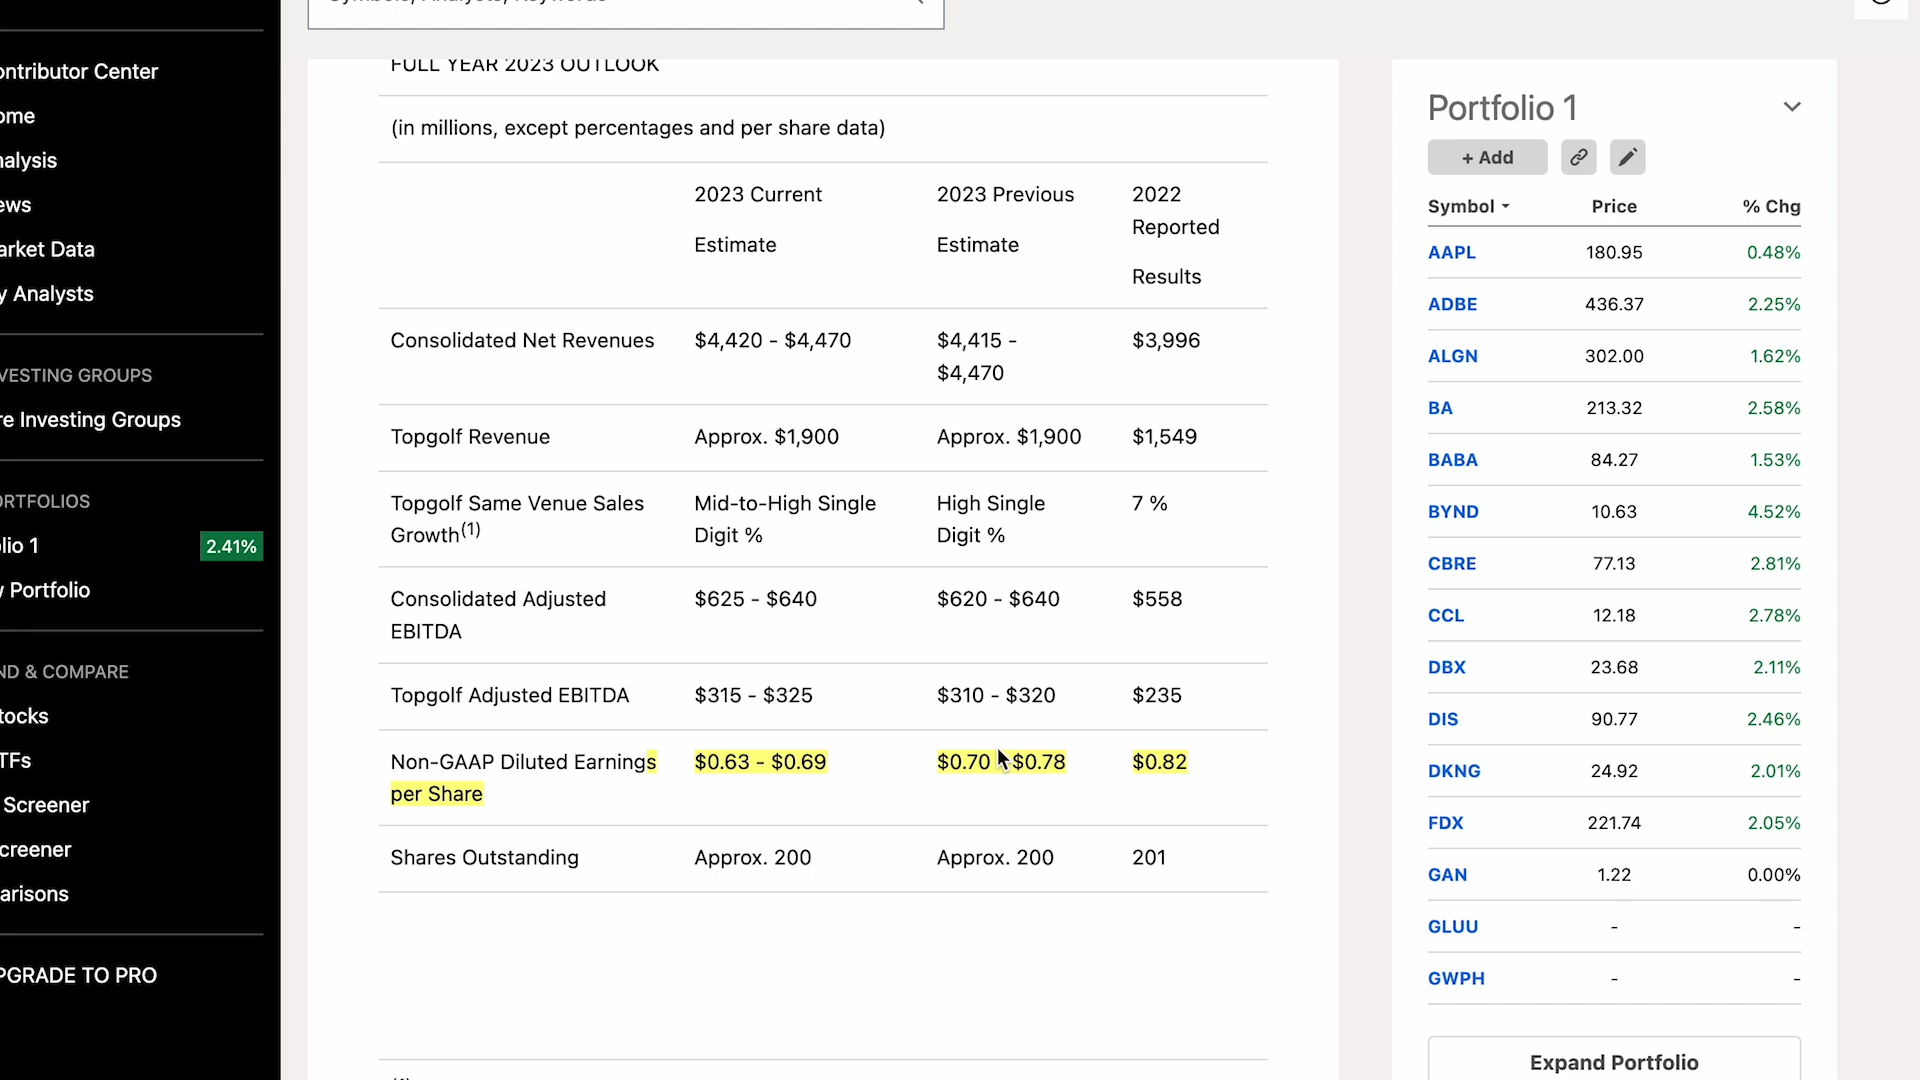 ontributor Center
ome
nalysis
ews
arket Data
y Analysts
VESTING GROUPS
re Investing Groups
ORTFOLIOS
lio 1
2.41%
v Portfolio
ND & COMPARE
tocks
TFs
Screener
creener
arisons
PGRADE TO PRO
Symbols, Analysts, Keywords
FULL YEAR 2023 OUTLOOK
(in millions, except percentages and per share data)
2023 Current
Estimate
2023 Previous
Estimate
2022
Reported
Results
Consolidated Net Revenues
$4,420 - $4,470
$4,415 -
$4,470
$3,996
Topgolf Revenue
Approx. $1,900
Approx. $1,900
$1,549
Topgolf Same Venue Sales
Growth(1)
Mid-to-High Single
Digit %
High Single
Digit %
7 %
Consolidated Adjusted
EBITDA
$625 - $640
$620 - $640
$558
Topgolf Adjusted EBITDA
$315 - $325
$310 - $320
$235
Non-GAAP Diluted Earnings
per Share
$0.63 - $0.69
$0.70 $0.78
$0.82
Shares Outstanding
Approx. 200
Approx. 200
201
Portfolio 1
+ Add
Symbol Price % Chg
AAPL 180.95 0.48%
ADBE 436.37 2.25%
ALGN 302.00 1.62%
BA 213.32 2.58%
BABA 84.27 1.53%
BYND 10.63 4.52%
CBRE 77.13 2.81%
CCL 12.18 2.78%
DBX 23.68 2.11%
DIS 90.77 2.46%
DKNG 24.92 2.01%
FDX 221.74 2.05%
GAN 1.22 0.00%
GLUU - -
GWPH - -
Expand Portfolio